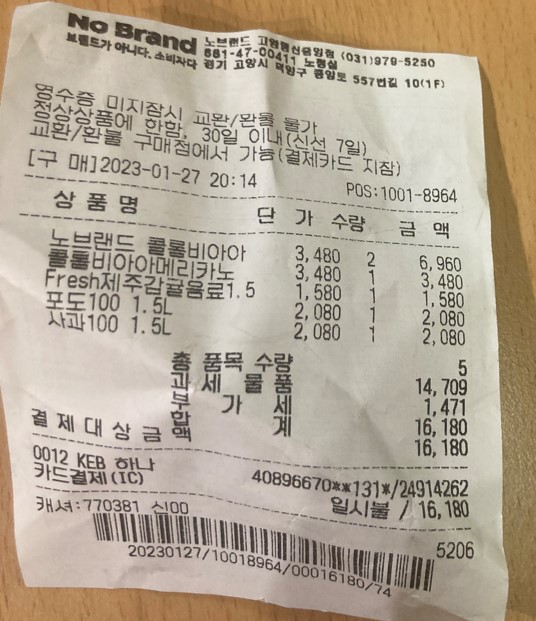 No Brand 노브랜드 고양동신중앙점 (031)979-5250
브랜드가 아니다. 소비자다 681-47-00411 노형실
경기 고양시 덕양구 중앙로 557번길 10(1F)
영수증 미지참시 교환/환불 불가
정상상품에 한함, 30일 이내(신선 7일)
교환/환불 구매점에서 가능(결제카드 지참)
[구 매]2023-01-27 20:14 POS:1001-8964
상 품 명 단 가 수량 금 액
노브랜드 콜롬비아아 3,480 2 6,960
콜롬비아아메리카노 3,480 1 3,480
Fresh제주감귤음료1.5 1,580 1 1,580
포도100 1.5L 2,080 1 2,080
사과100 1.5L 2,080 1 2,080
총 품목 수량 5
과 세 물 품 14,709
부 가 세 1,471
합 계 16,180
결 제 대 상 금 액 16,180
0012 KEB 하나 40896670**131*/24914262
카드결제(IC) 일시불 / 16,180
캐셔:770381 신00 5206
20230127/10018964/00016180/74